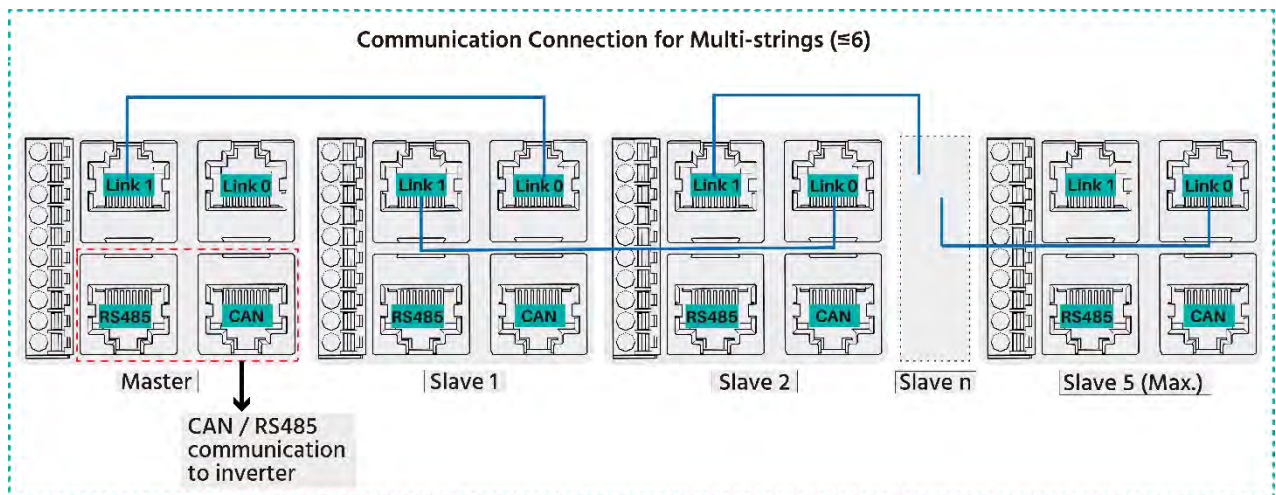 Communication Connection for Multi-strings (≦6)
Link 1 Link 0 Link 1 Link 0 Link 1 Link 0 Link 1 Link 0
RS485 CAN RS485 CAN RS485 CAN RS485 CAN
Master Slave 1 Slave 2 Slave n Slave 5 (Max.)
CAN / RS485
communication
to inverter